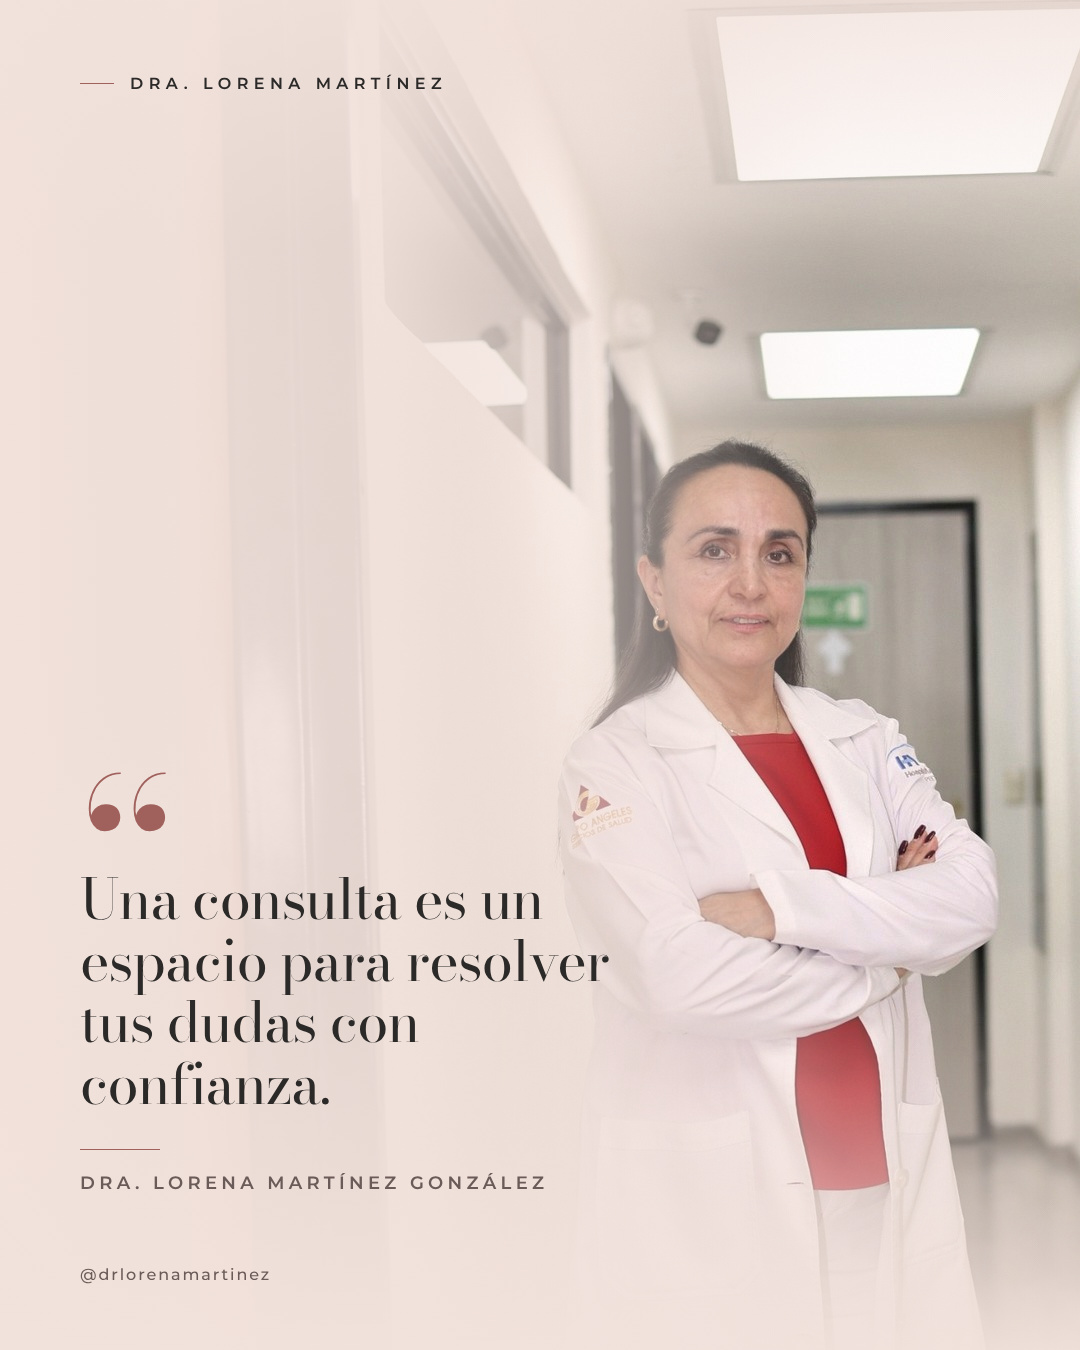 DRA. LORENA MARTÍNEZ
Una consulta es un
espacio para resolver
tus dudas con
confianza.
DRA. LORENA MARTÍNEZ GONZÁLEZ
@drlorenamartinez
ANGELES